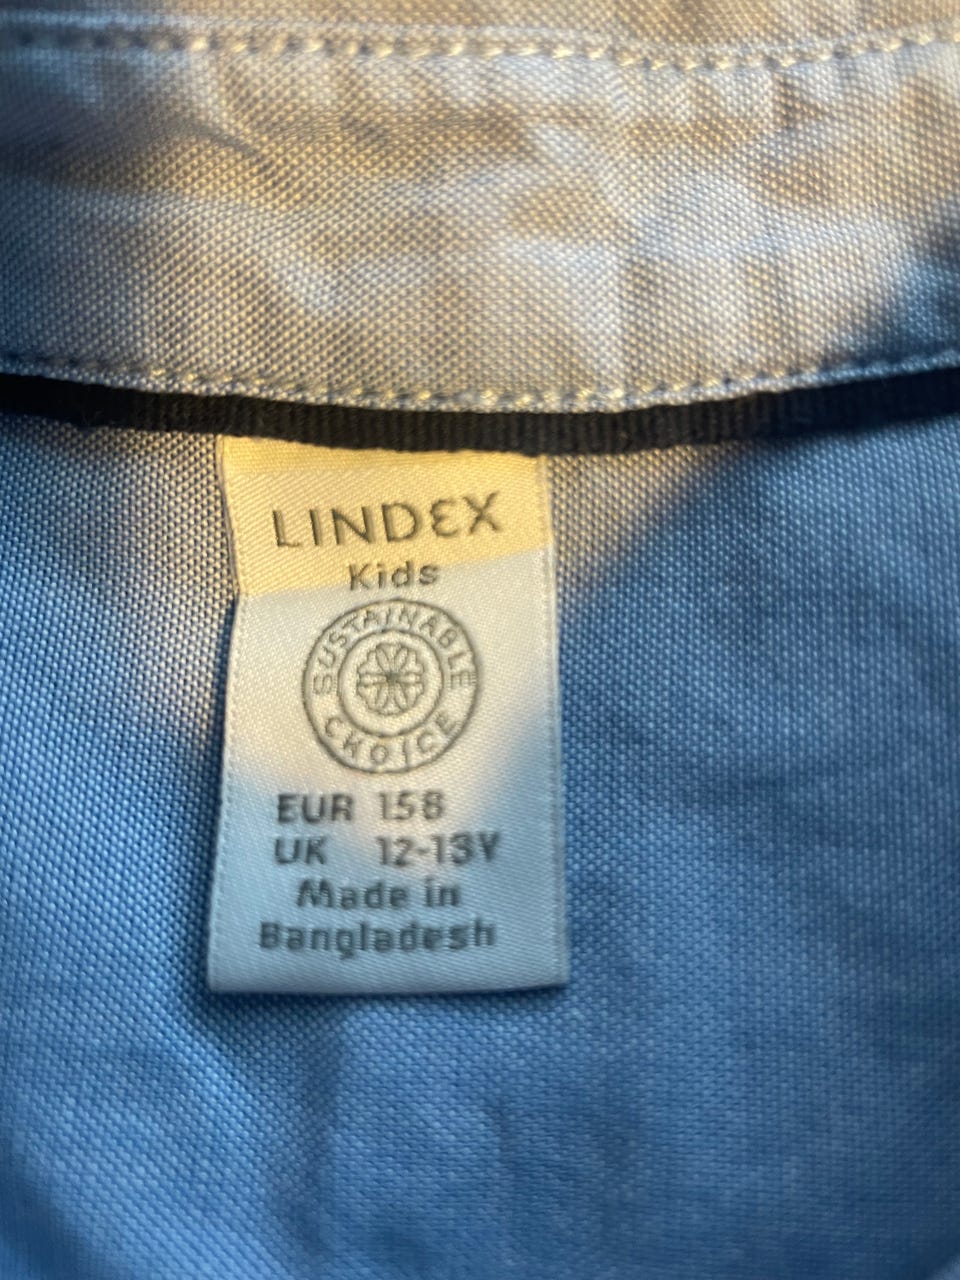 LINDEX
Kids
SUSTAINABLE
CHOICE
EUR 158
UK 12-13Y
Made in
Bangladesh